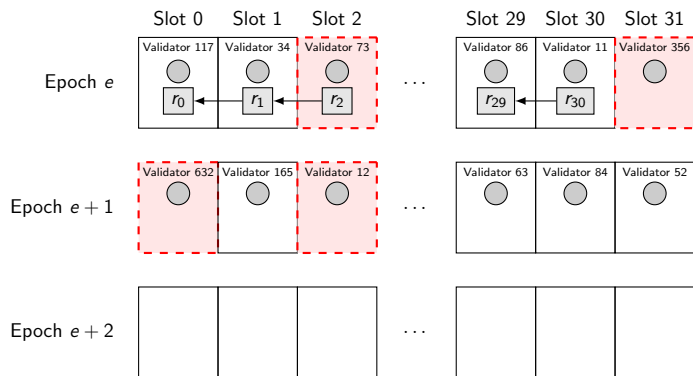 Slot 0 Slot 1 Slot 2 Slot 29 Slot 30 Slot 31
Validator 117 Validator 34 Validator 73 Validator 86 Validator 11 Validator 356
Epoch e ...
r0 r1 r2 r29 r30
Validator 632 Validator 165 Validator 12 Validator 63 Validator 84 Validator 52
Epoch e + 1 ...
Epoch e + 2 ...